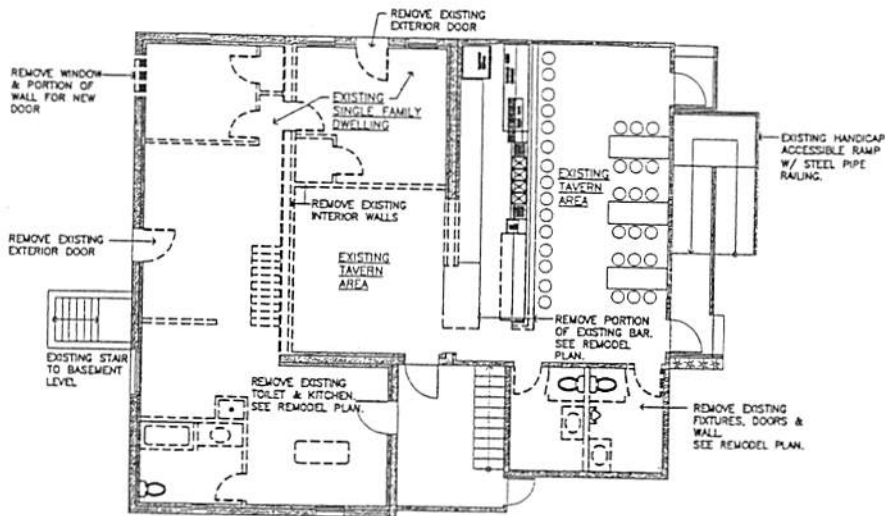 REMOVE EXISTING
EXTERIOR DOOR
REMOVE WINDOW
& PORTION OF
WALL FOR NEW
DOOR
EXISTING
SINGLE FAMILY
DWELLING
EXISTING HANDICAP
ACCESSIBLE RAMP
W/ STEEL PIPE
RAILING.
EXISTING
TAVERN
AREA
REMOVE EXISTING
INTERIOR WALLS
REMOVE EXISTING
EXTERIOR DOOR
EXISTING
TAVERN
AREA
REMOVE PORTION
OF EXISTING BAR.
SEE REMODEL
PLAN.
EXISTING STAIR
TO BASEMENT
LEVEL
REMOVE EXISTING
TOILET & KITCHEN.
SEE REMODEL PLAN.
REMOVE EXISTING
FIXTURES, DOORS &
WALL.
SEE REMODEL PLAN.